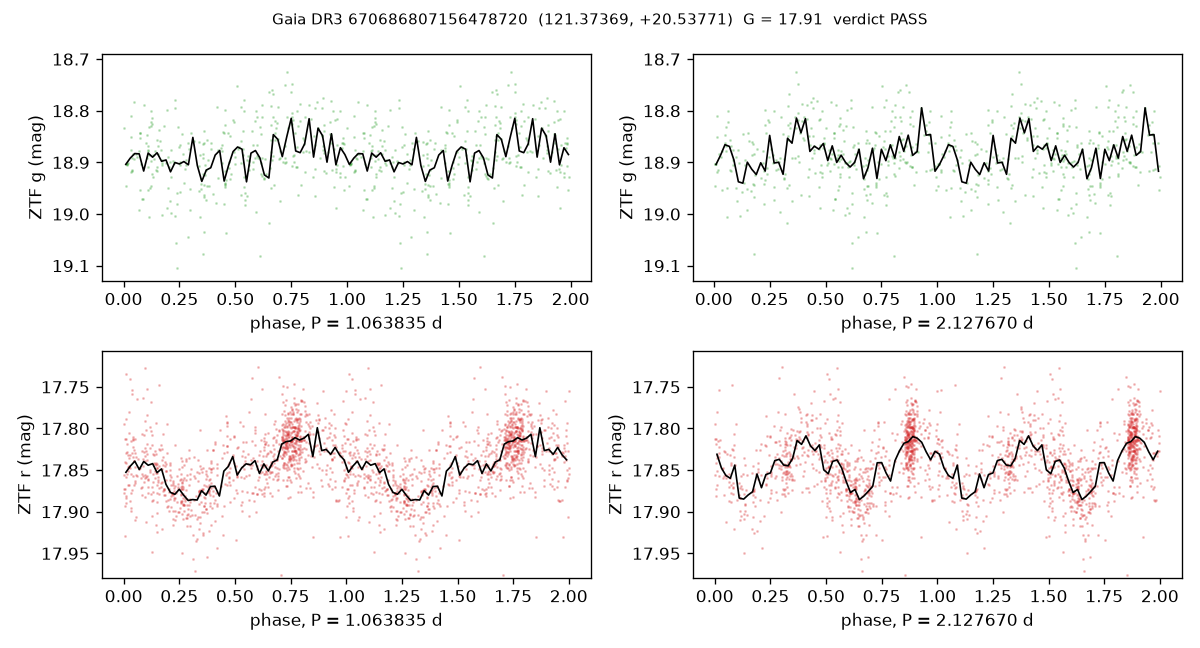 Gaia DR3 670686807156478720  (121.37369, +20.53771)  G = 17.91  verdict PASS
ZTF g (mag)
18.7
18.8
18.9
19.0
19.1
0.00 0.25 0.50 0.75 1.00 1.25 1.50 1.75 2.00
phase, P = 1.063835 d
ZTF g (mag)
18.7
18.8
18.9
19.0
19.1
0.00 0.25 0.50 0.75 1.00 1.25 1.50 1.75 2.00
phase, P = 2.127670 d
ZTF r (mag)
17.75
17.80
17.85
17.90
17.95
0.00 0.25 0.50 0.75 1.00 1.25 1.50 1.75 2.00
phase, P = 1.063835 d
ZTF r (mag)
17.75
17.80
17.85
17.90
17.95
0.00 0.25 0.50 0.75 1.00 1.25 1.50 1.75 2.00
phase, P = 2.127670 d